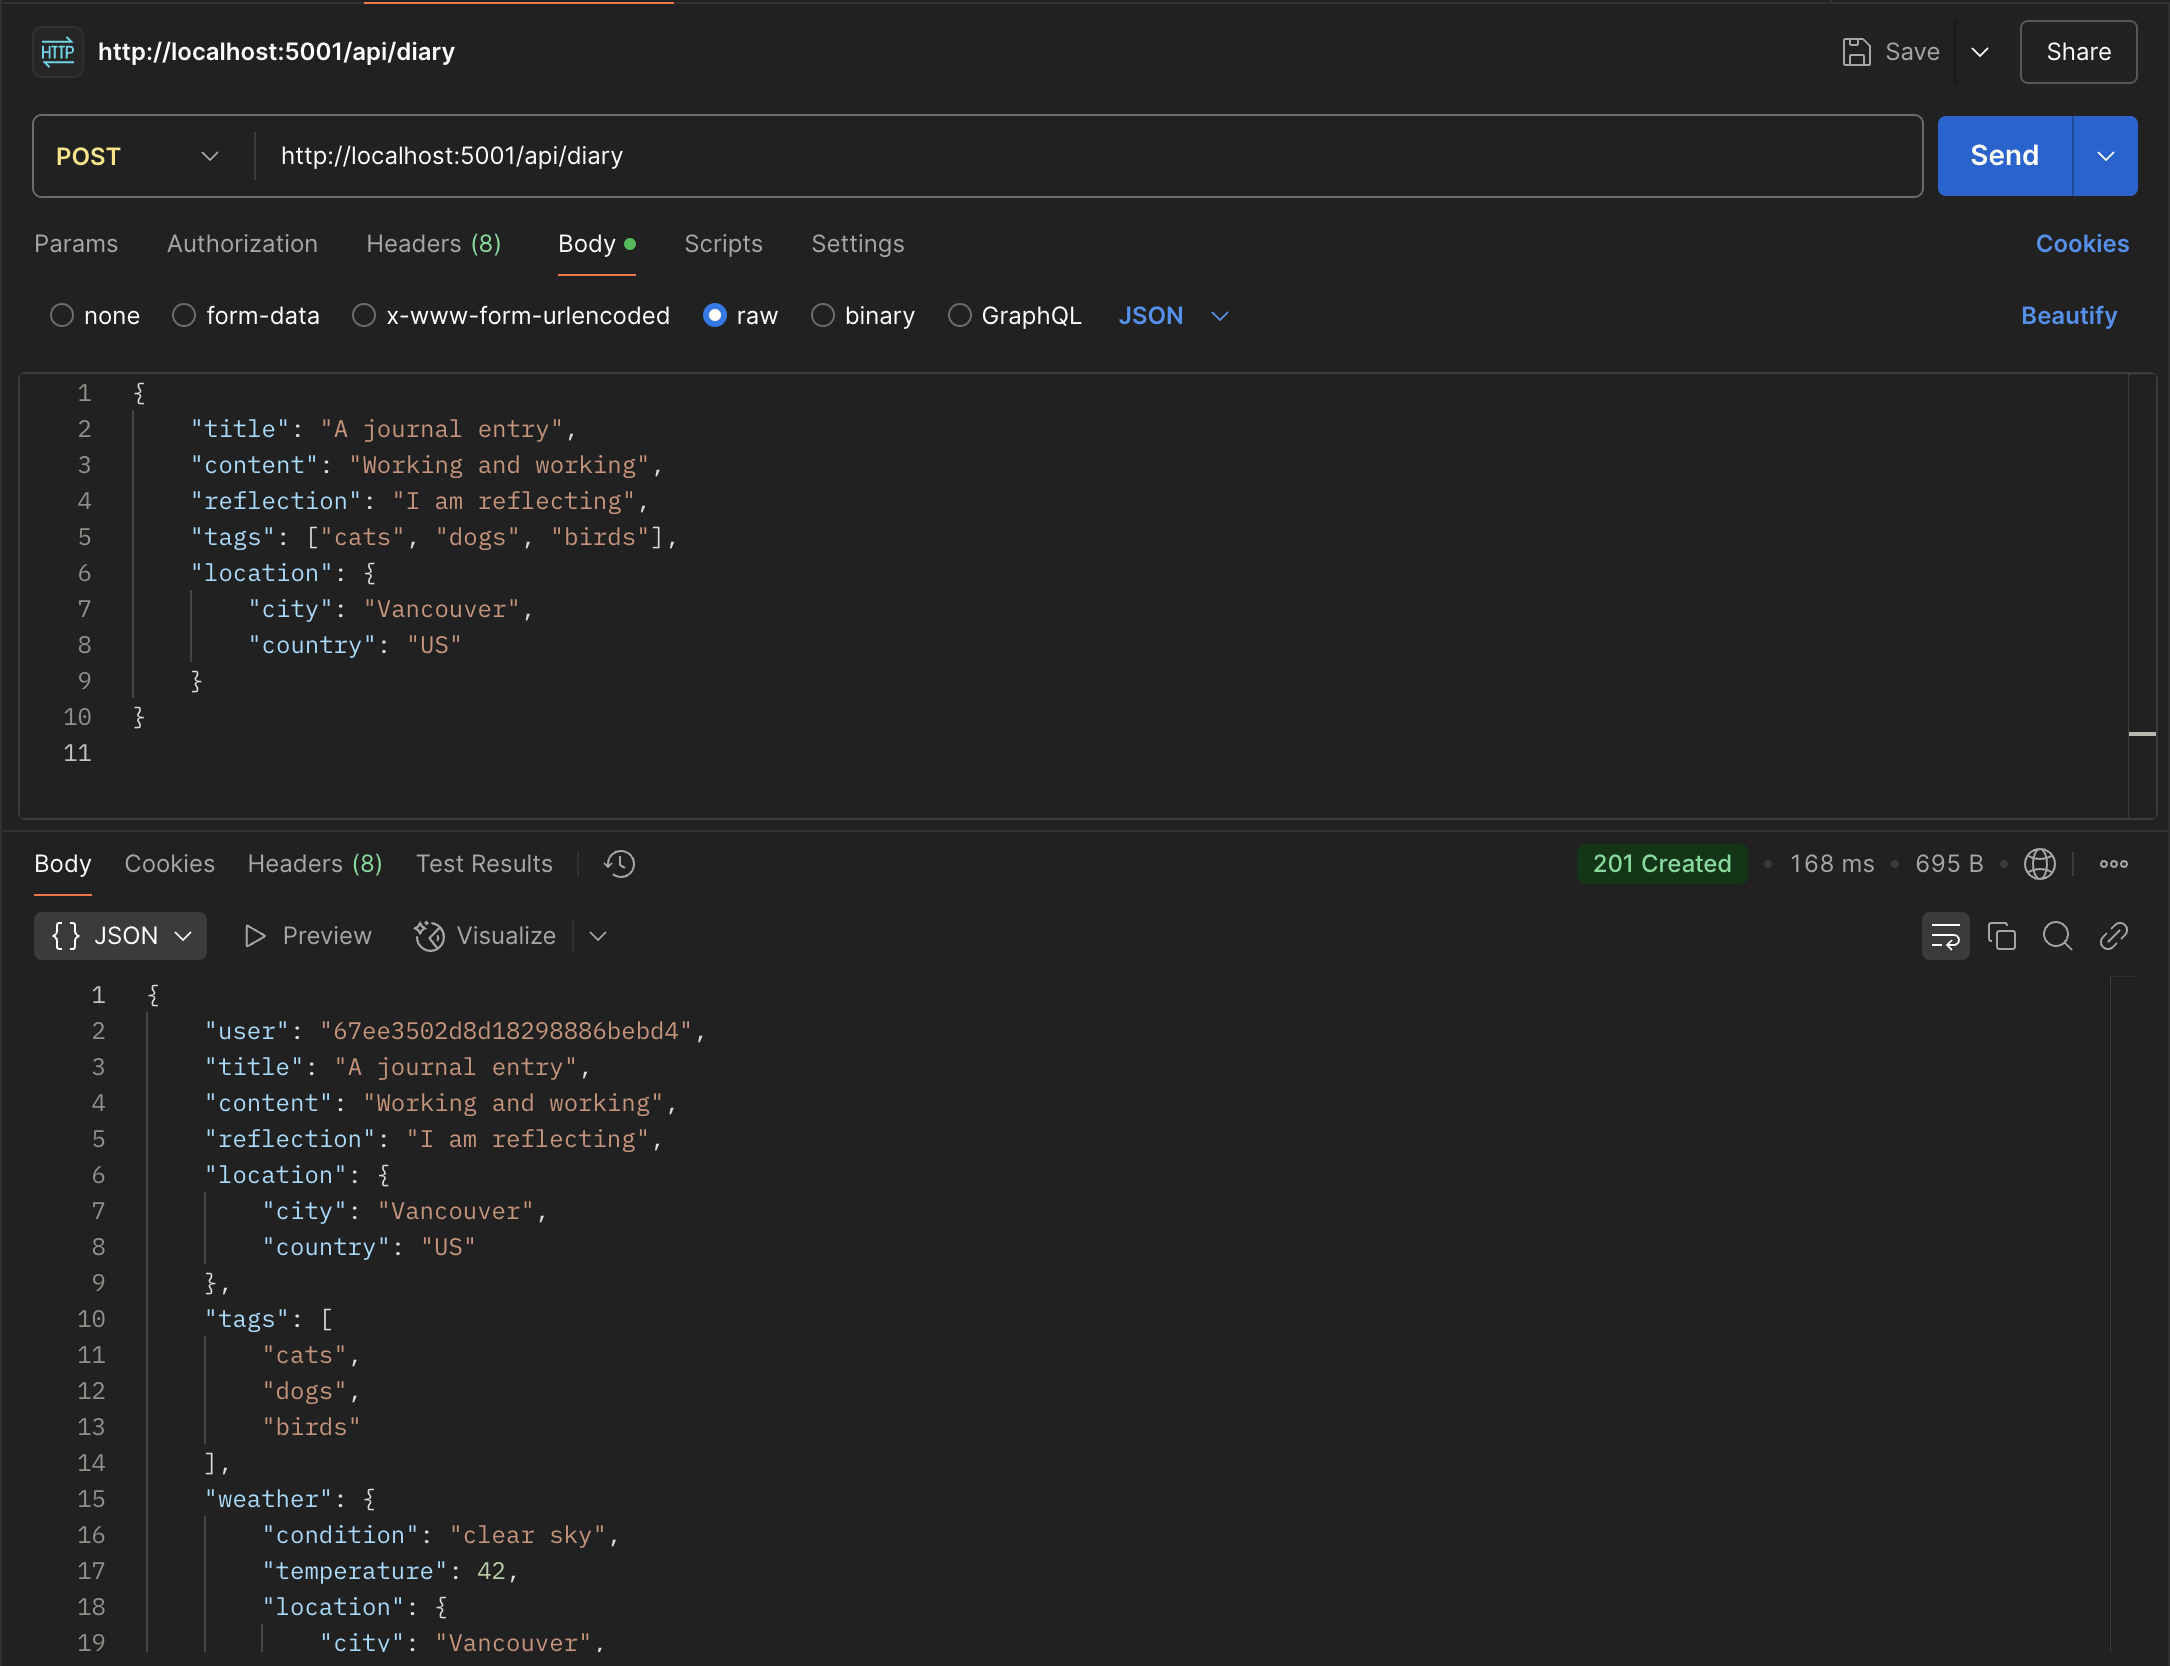 HTTP http://localhost:5001/api/diary Save Share
POST http://localhost:5001/api/diary Send
Params Authorization Headers (8) Body Scripts Settings Cookies
none form-data x-www-form-urlencoded raw binary GraphQL JSON Beautify
1 {
2 "title": "A journal entry",
3 "content": "Working and working",
4 "reflection": "I am reflecting",
5 "tags": ["cats", "dogs", "birds"],
6 "location": {
7 "city": "Vancouver",
8 "country": "US"
9 }
10 }
11
Body Cookies Headers (8) Test Results 201 Created • 168 ms • 695 B •
{} JSON Preview Visualize
1 {
2 "user": "67ee3502d8d18298886bebd4",
3 "title": "A journal entry",
4 "content": "Working and working",
5 "reflection": "I am reflecting",
6 "location": {
7 "city": "Vancouver",
8 "country": "US"
9 },
10 "tags": [
11 "cats",
12 "dogs",
13 "birds"
14 ],
15 "weather": {
16 "condition": "clear sky",
17 "temperature": 42,
18 "location": {
19 "city": "Vancouver",